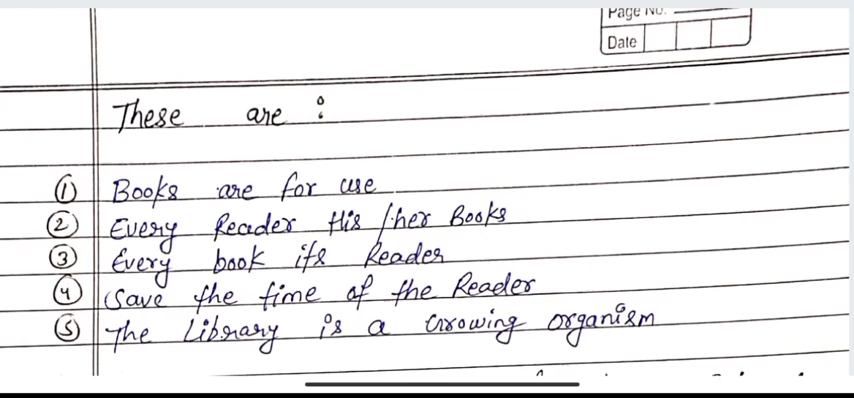 Page No.
Date
These are :
① Books are for use
② Every Reader His / her Books
③ Every book its Reader
④ Save the time of the Reader
⑤ The Library is a Growing organism